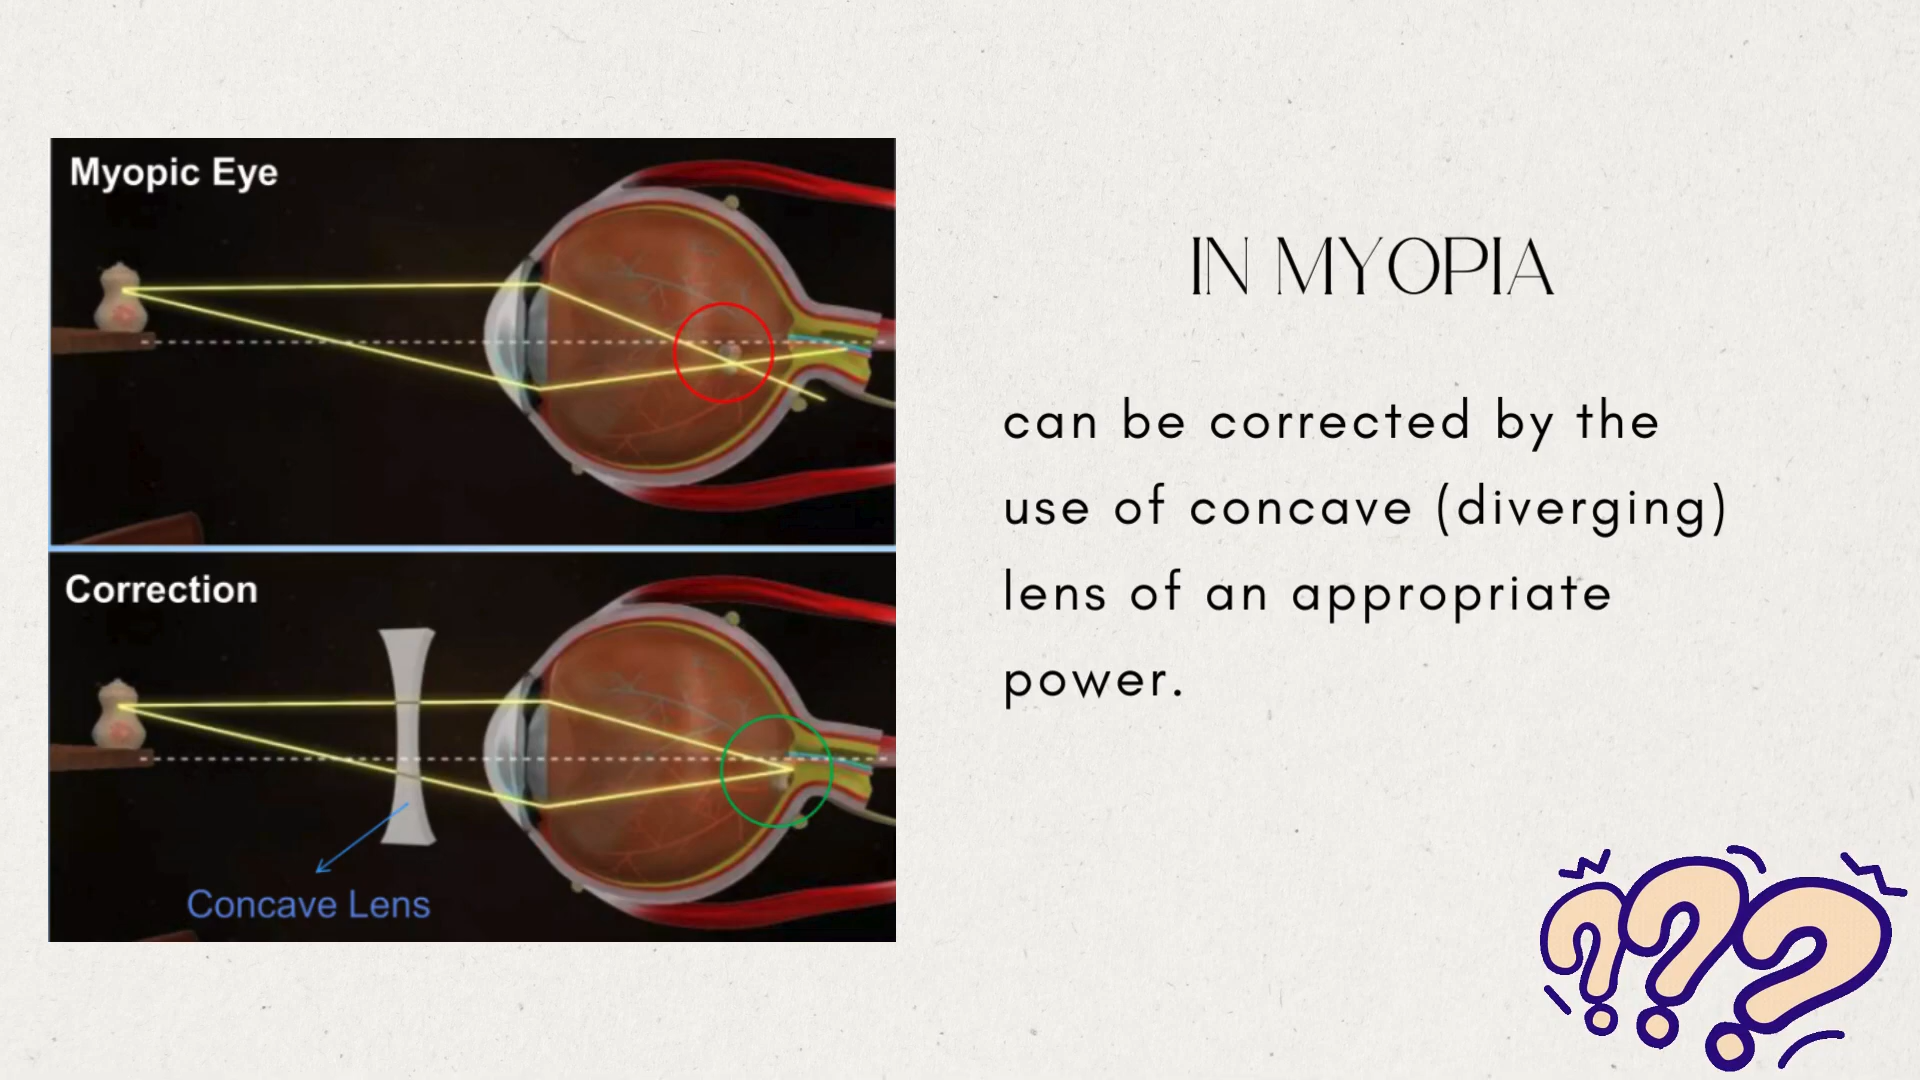 Myopic Eye
Correction
Concave Lens
IN MYOPIA
can be corrected by the
use of concave (diverging)
lens of an appropriate
power.
???